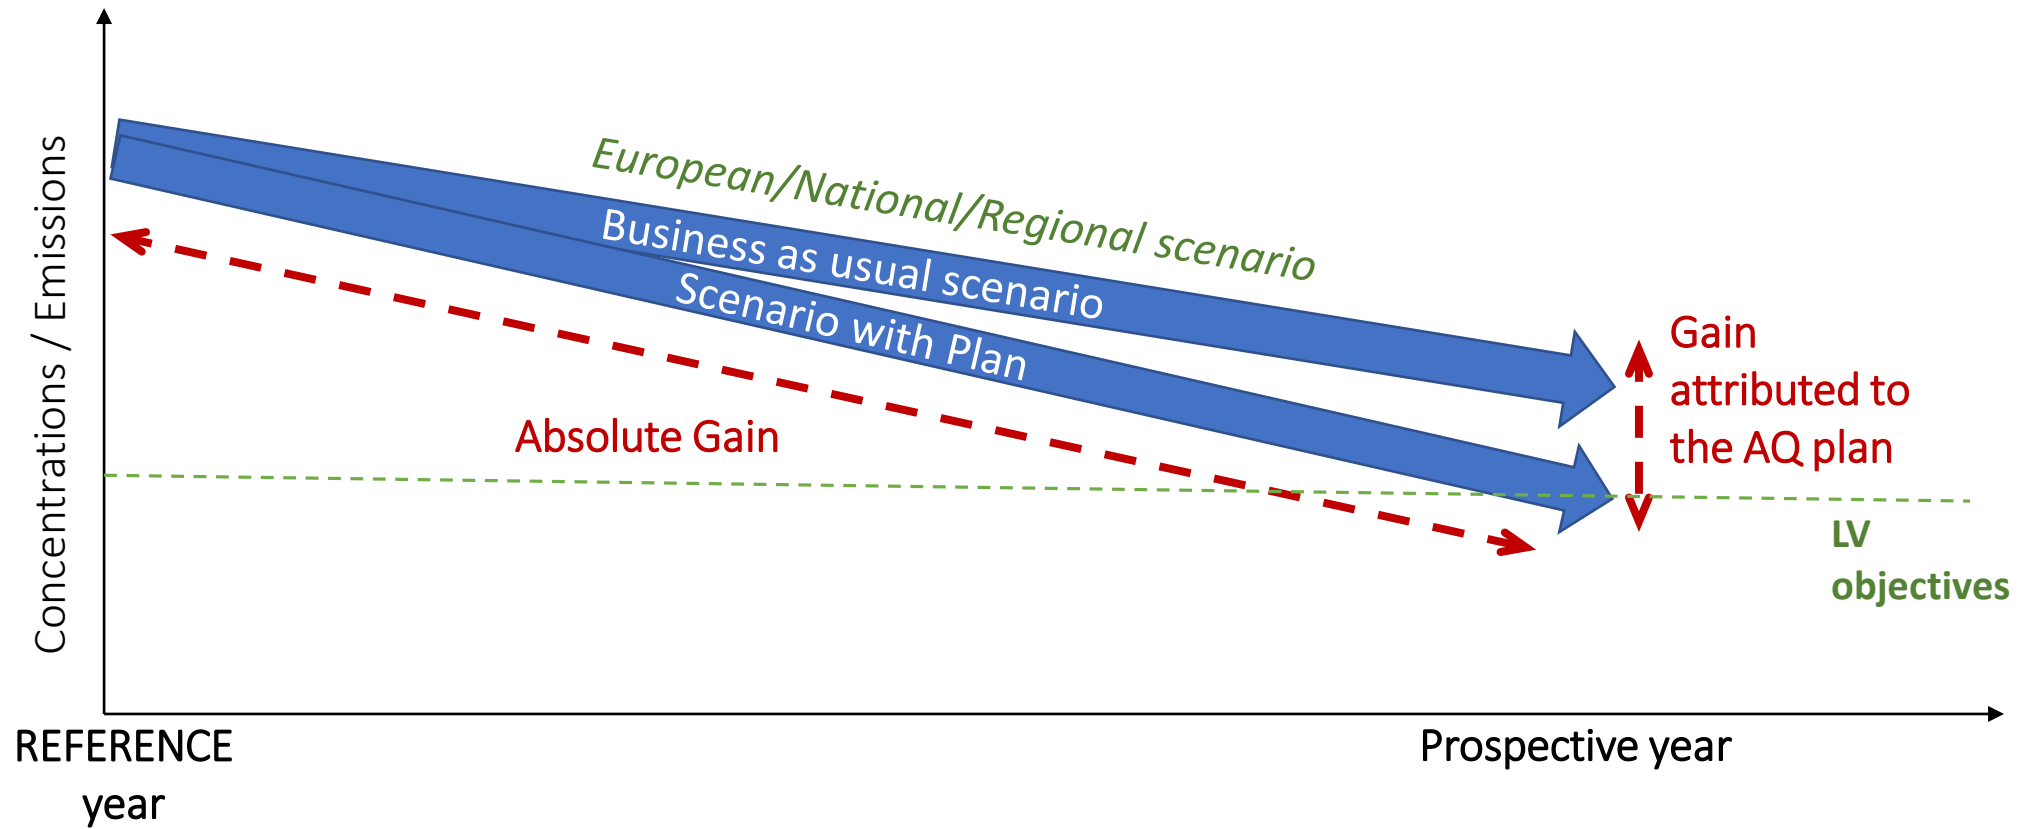 Concentrations / Emissions
European/National/Regional scenario
Business as usual scenario
Scenario with Plan
Absolute Gain
Gain
attributed to
the AQ plan
LV
objectives
REFERENCE
year
Prospective year